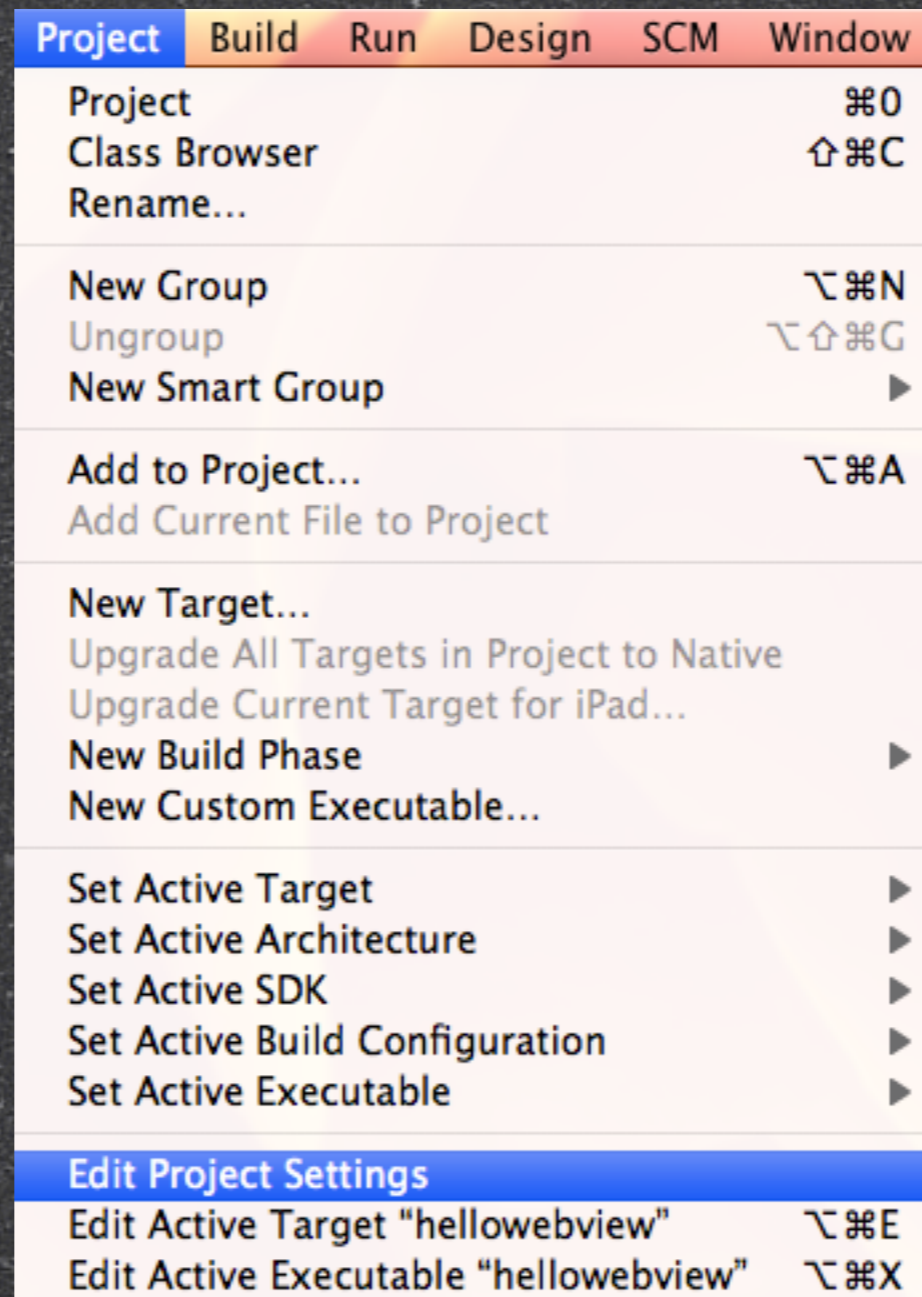 Project Build Run Design SCM Window
Project ⌘0
Class Browser ⇧⌘C
Rename...
New Group ⌥⌘N
Ungroup ⌥⇧⌘G
New Smart Group ▶
Add to Project... ⌥⌘A
Add Current File to Project
New Target...
Upgrade All Targets in Project to Native
Upgrade Current Target for iPad...
New Build Phase ▶
New Custom Executable...
Set Active Target ▶
Set Active Architecture ▶
Set Active SDK ▶
Set Active Build Configuration ▶
Set Active Executable ▶
Edit Project Settings
Edit Active Target “hellowebview” ⌥⌘E
Edit Active Executable “hellowebview” ⌥⌘X